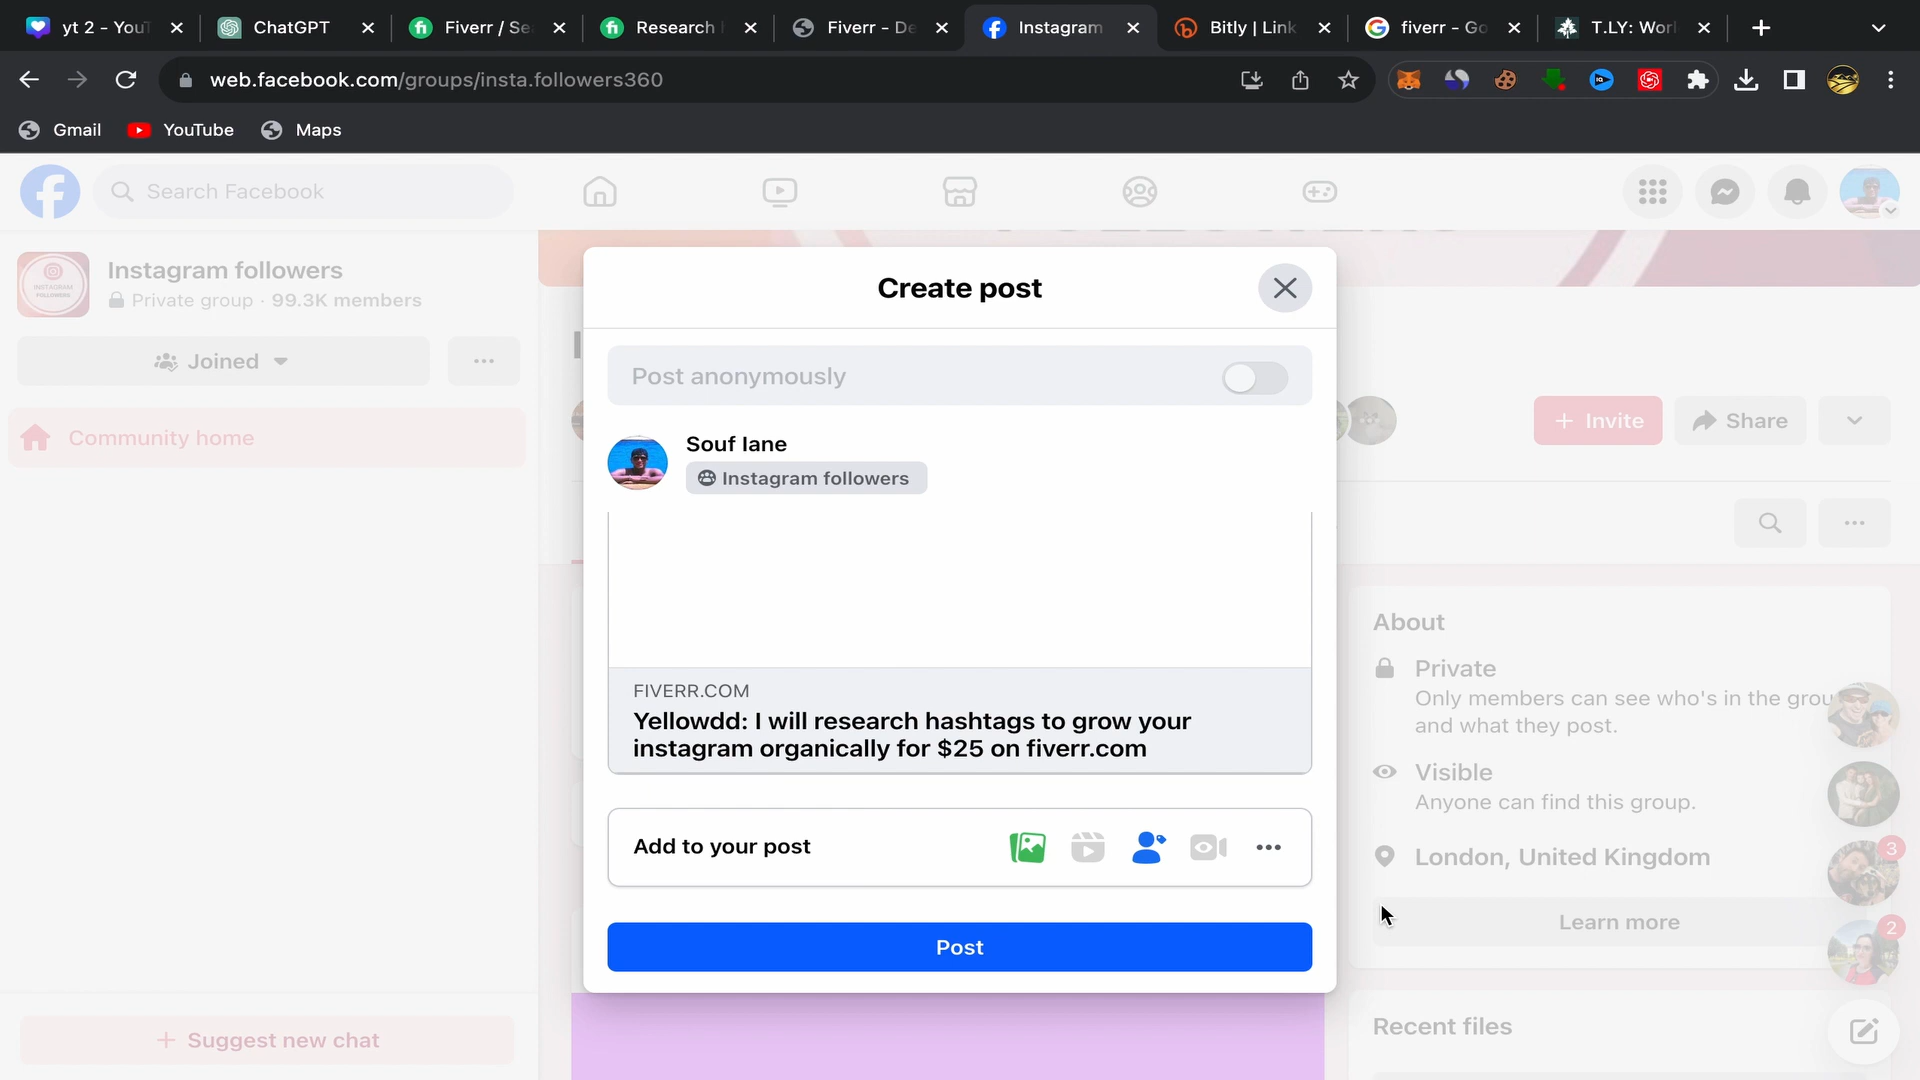 yt 2 - YouT
ChatGPT
Fiverr / Se
Research
Fiverr - De
Instagram
Bitly | Link
fiverr - Go
T.LY: Worl
web.facebook.com/groups/insta.followers360
Gmail
YouTube
Maps
Search Facebook
Instagram followers
Private group · 99.3K members
Joined
Community home
Suggest new chat
Create post
Post anonymously
Souf Iane
Instagram followers
FIVERR.COM
Yellowdd: I will research hashtags to grow your
instagram organically for $25 on fiverr.com
Add to your post
Post
Invite
Share
About
Private
Only members can see who's in the grou
and what they post.
Visible
Anyone can find this group.
London, United Kingdom
Learn more
3
2
Recent files